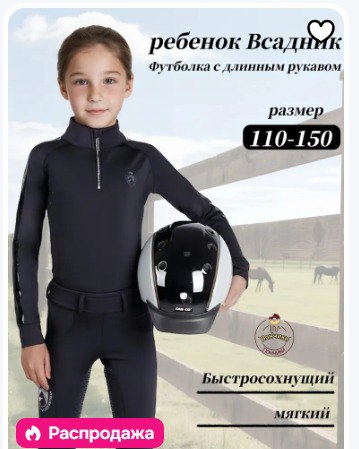 ребенок Всадник
Футболка с длинным рукавом
размер
110-150
Быстросохнущий
мягкий
Распродажа